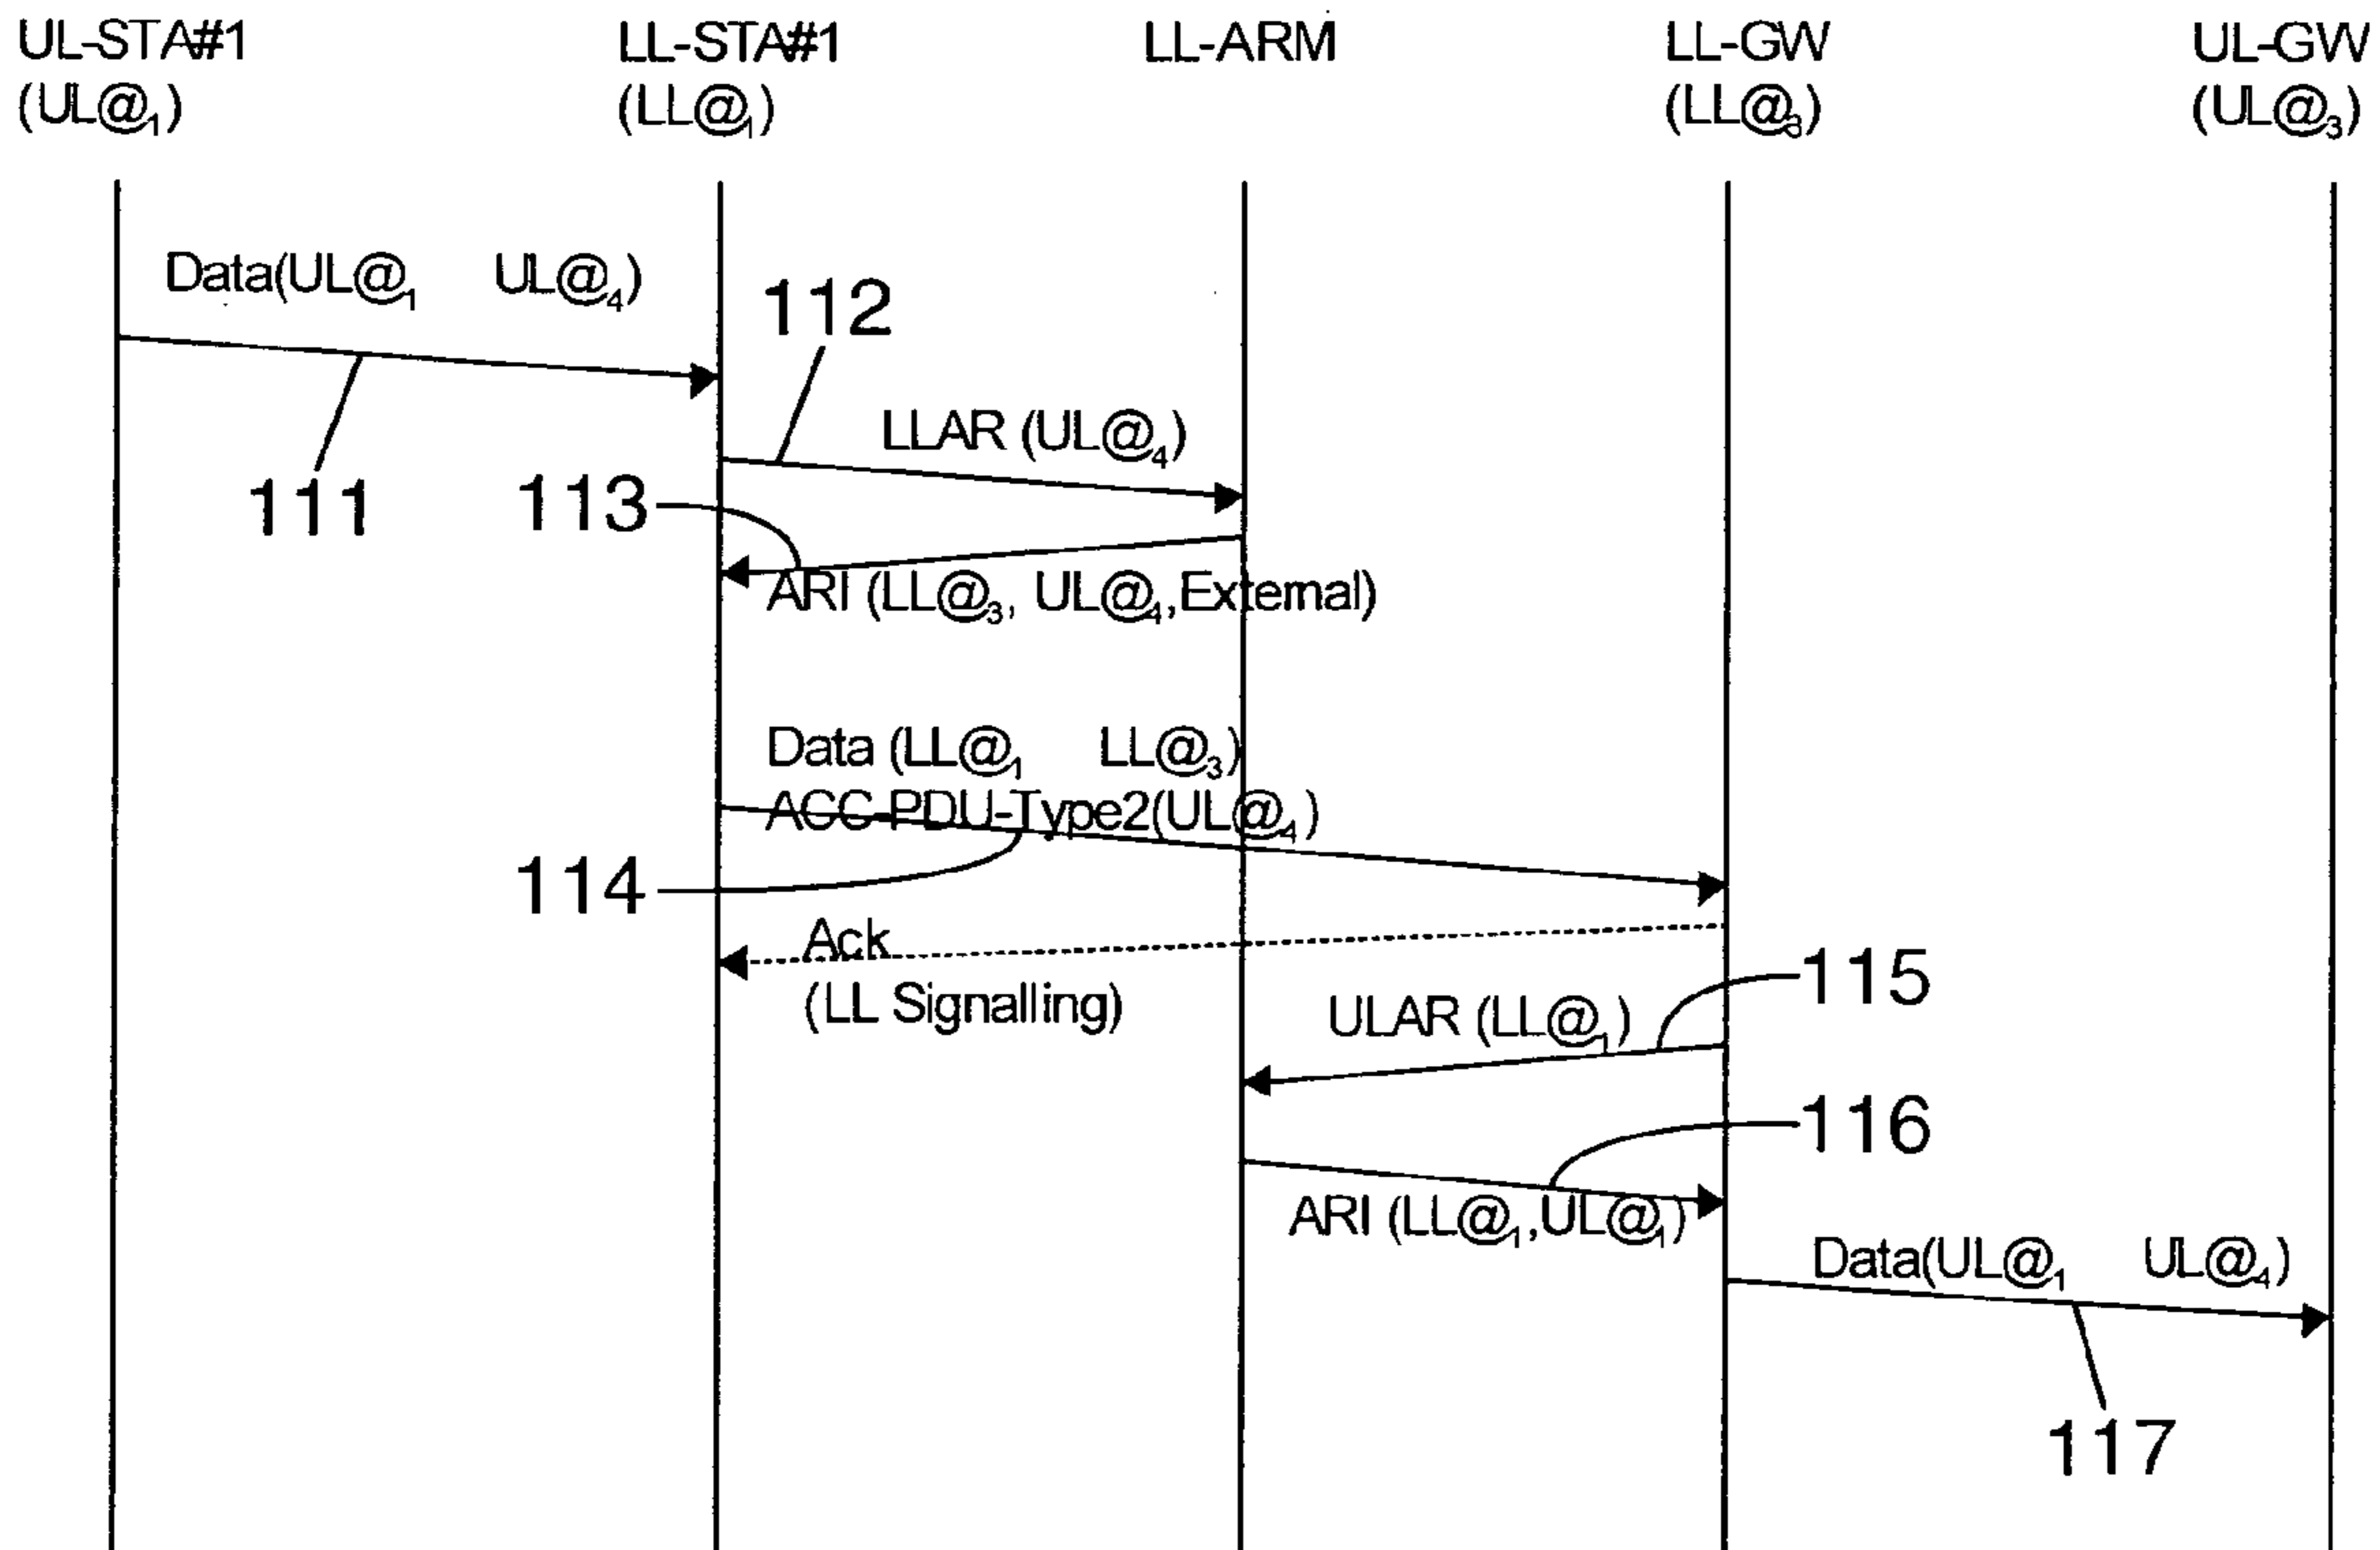 UL-STA#1
(UL@1)
LL-STA#1
(LL@1)
LL-ARM
LL-GW
(LL@3)
UL-GW
(UL@3)
Data(UL@1 UL@4)
112
LLAR (UL@4)
111
113
ARI (LL@3, UL@4,External)
Data (LL@1 LL@3)
ACC-PDU-Type2(UL@4)
114
Ack
(LL Signalling)
115
ULAR (LL@1)
116
ARI (LL@1,UL@1)
Data(UL@1 UL@4)
117